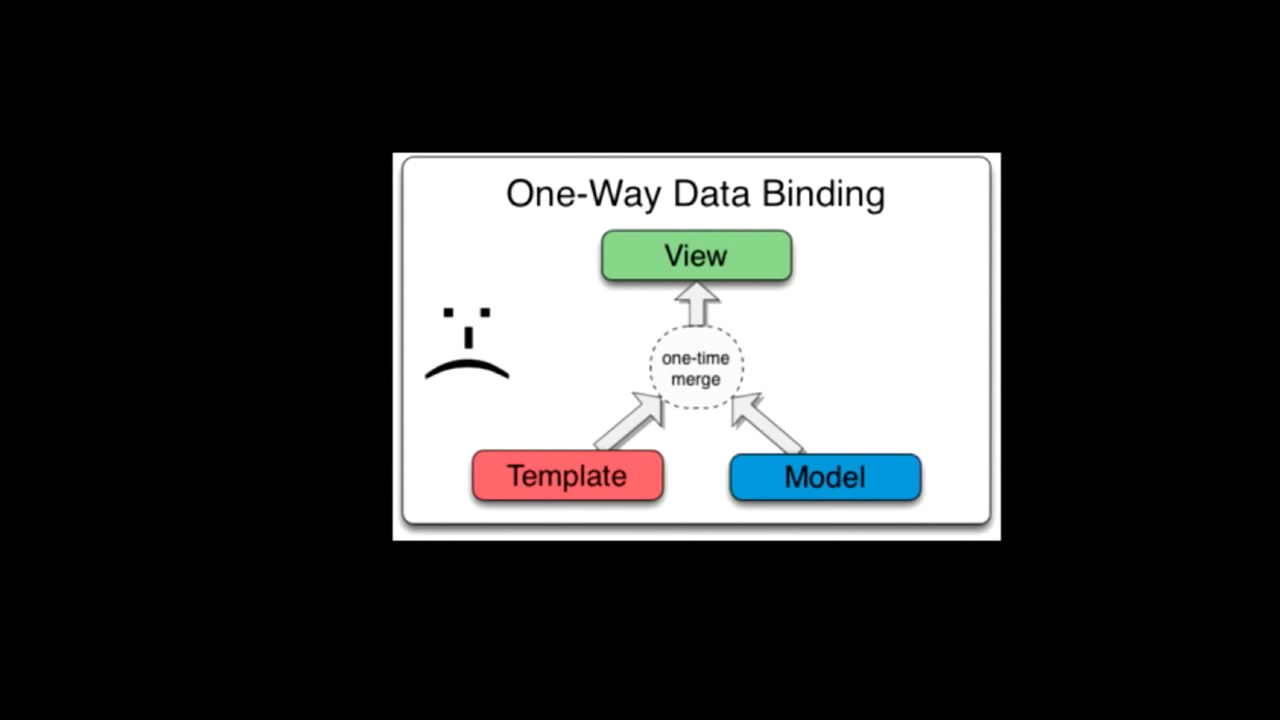 One-Way Data Binding
View
one-time
merge
Template
Model